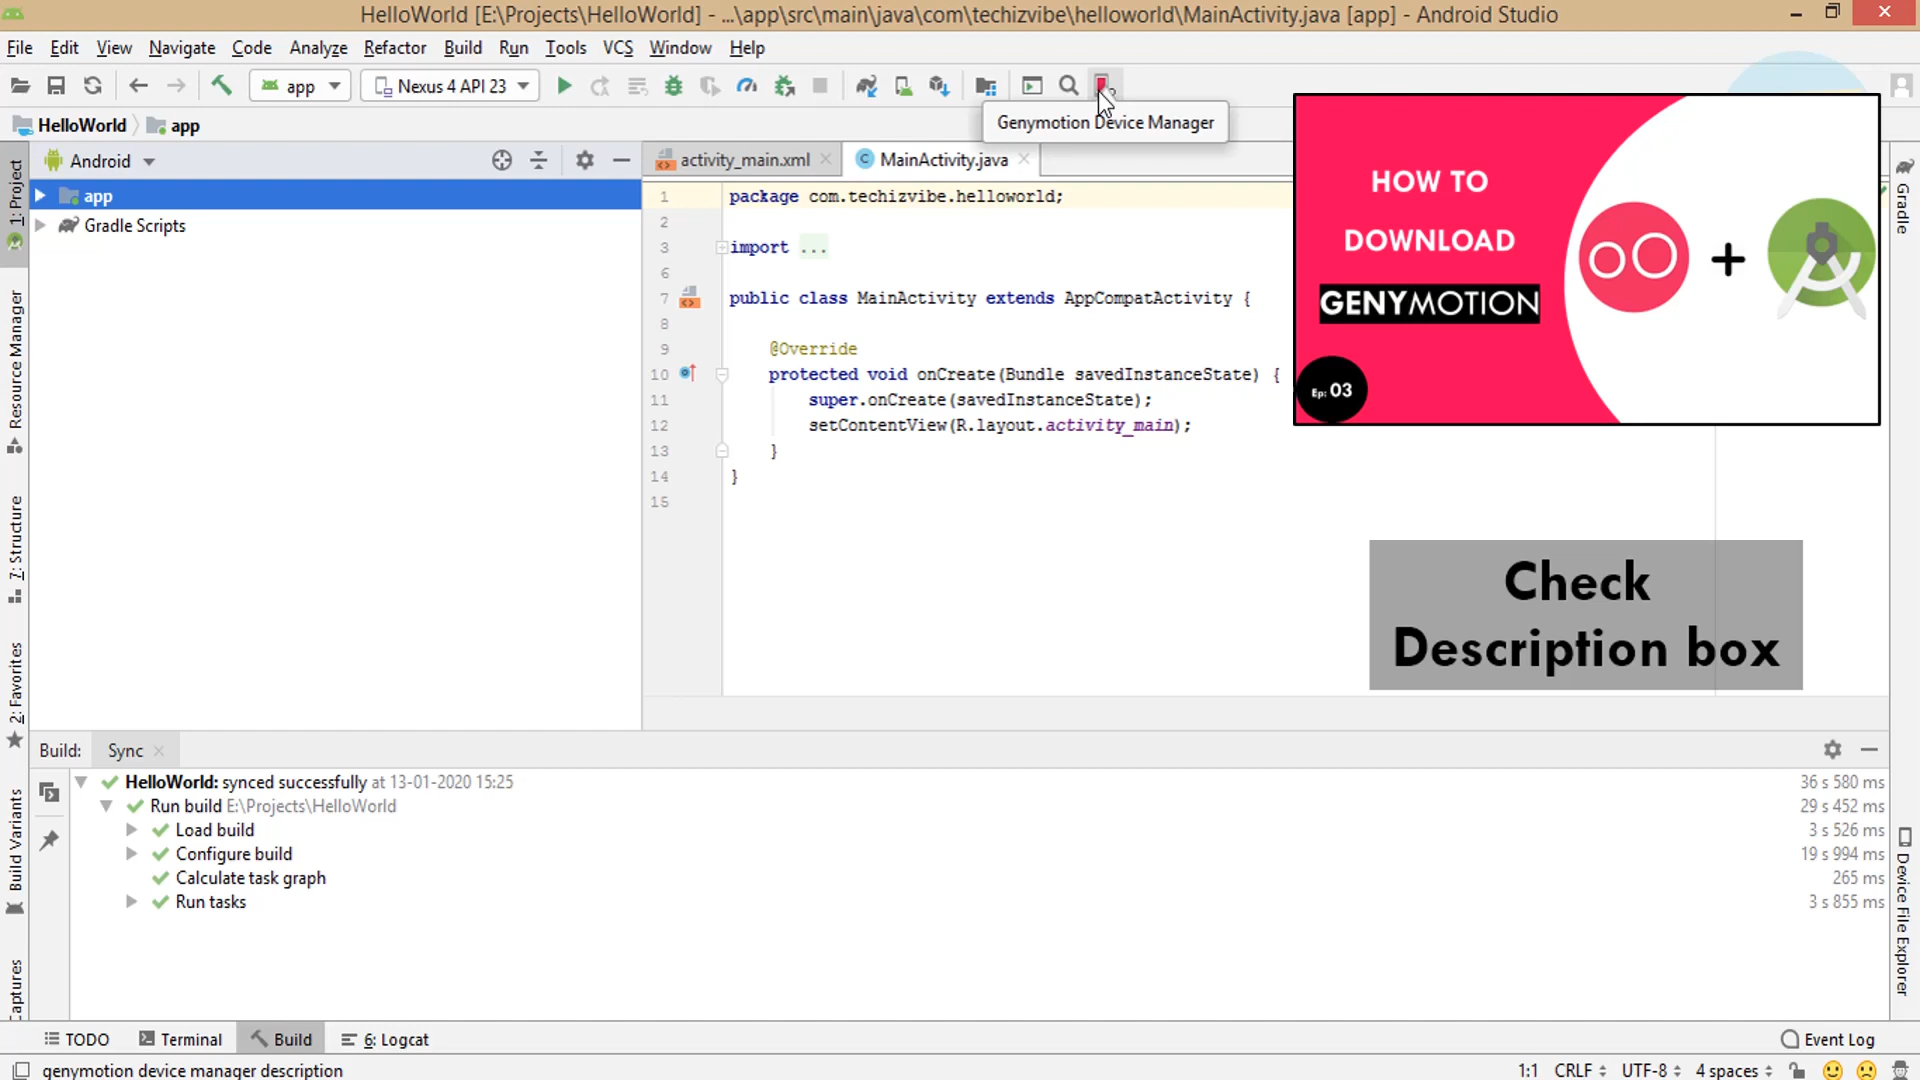 HelloWorld [E:\Projects\HelloWorld] - ...\app\src\main\java\com\techizvibe\helloworld\MainActivity.java [app] - Android Studio
File Edit View Navigate Code Analyze Refactor Build Run Tools VCS Window Help
app Nexus 4 API 23
HelloWorld app
Genymotion Device Manager
Android
activity_main.xml MainActivity.java
app
Gradle Scripts
1 package com.techizvibe.helloworld;
2
3 import ...
6
7 public class MainActivity extends AppCompatActivity {
8
9 @Override
10 protected void onCreate(Bundle savedInstanceState) {
11 super.onCreate(savedInstanceState);
12 setContentView(R.layout.activity_main);
13 }
14 }
15
HOW TO
DOWNLOAD
GENYMOTION
+
Ep: 03
Check
Description box
1: Project
Resource Manager
7: Structure
2: Favorites
Build Variants
Captures
Gradle
Device File Explorer
Build: Sync
HelloWorld: synced successfully at 13-01-2020 15:25 36 s 580 ms
Run build E:\Projects\HelloWorld 29 s 452 ms
Load build 3 s 526 ms
Configure build 19 s 994 ms
Calculate task graph 265 ms
Run tasks 3 s 855 ms
TODO Terminal Build 6: Logcat Event Log
genymotion device manager description 1:1 CRLF UTF-8 4 spaces